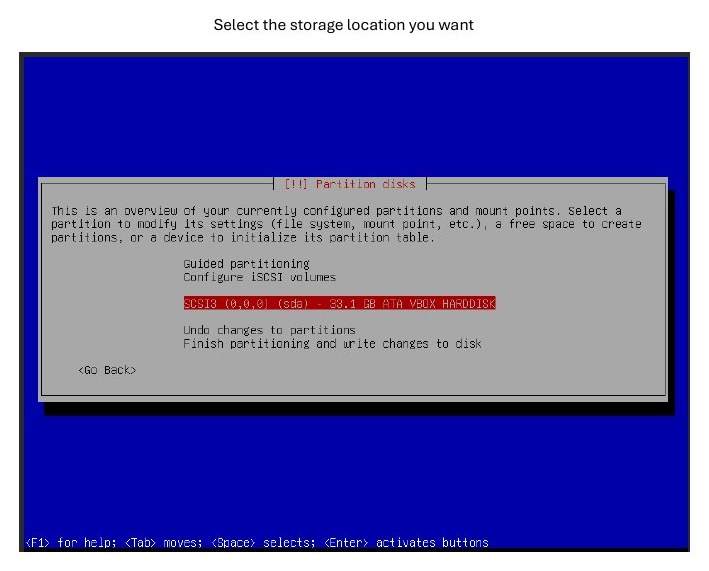 Select the storage location you want
[!!] Partition disks
This is an overview of your currently configured partitions and mount points. Select a
partition to modify its settings (file system, mount point, etc.), a free space to create
partitions, or a device to initialize its partition table.
Guided partitioning
Configure iSCSI volumes
SCSI3 (0,0,0) (sda) - 33.1 GB ATA VBOX HARDDISK
Undo changes to partitions
Finish partitioning and write changes to disk
<Go Back>
<F1> for help; <Tab> moves; <Space> selects; <Enter> activates buttons